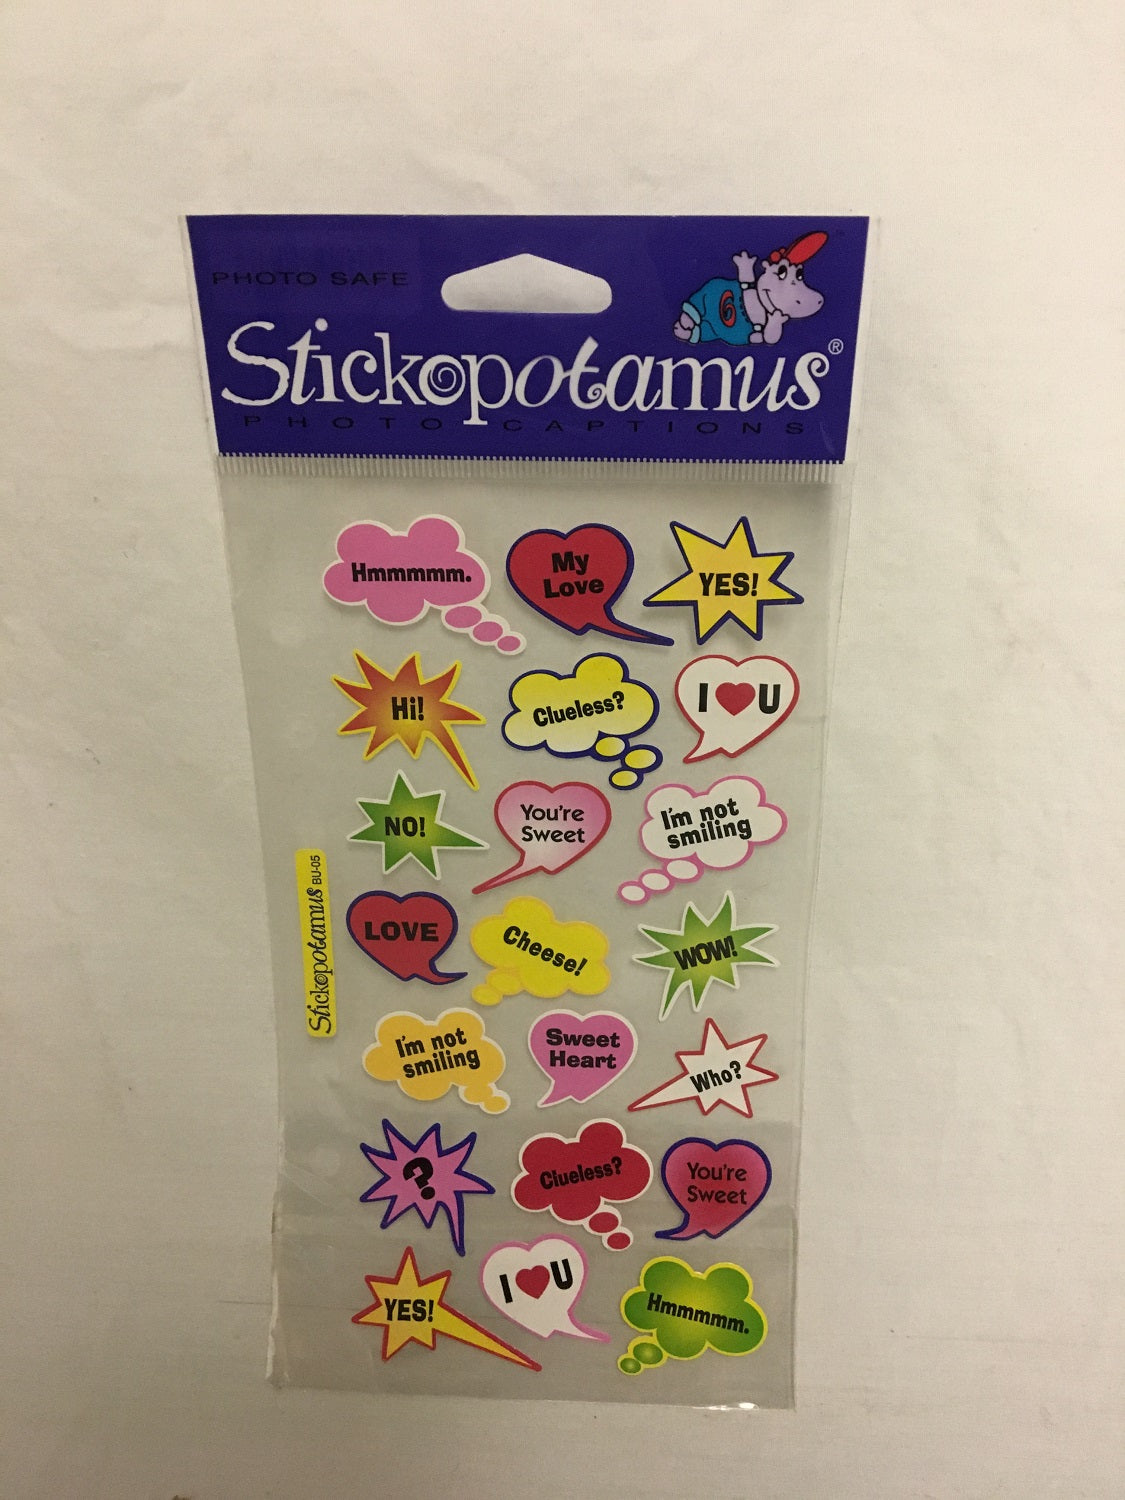 PHOTO SAFE
6
Stickopotamus®
PHOTO CAPTIONS
Hmmmmm.
My
Love
YES!
Hi!
Clueless?
I ♥ U
NO!
You're
Sweet
I'm not
smiling
Stickopotamus BU-05
LOVE
Cheese!
WOW!
I'm not
smiling
Sweet
Heart
Who?
?
Clueless?
You're
Sweet
YES!
I ♥ U
Hmmmmm.